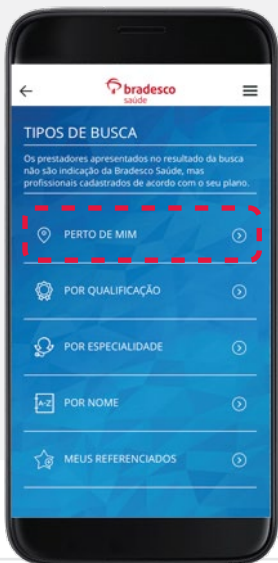 bradesco
saúde
TIPOS DE BUSCA
Os prestadores apresentados no resultado da busca
não são indicação da Bradesco Saúde, mas
profissionais cadastrados de acordo com o seu plano.
PERTO DE MIM
POR QUALIFICAÇÃO
POR ESPECIALIDADE
A-Z POR NOME
MEUS REFERENCIADOS